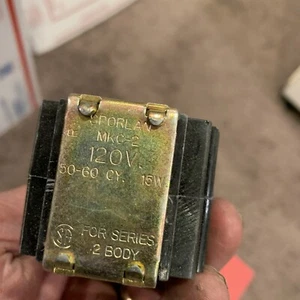 SPORLAN
MKC-2
120V.
50-60 CY. 15W
FOR SERIES
2 BODY